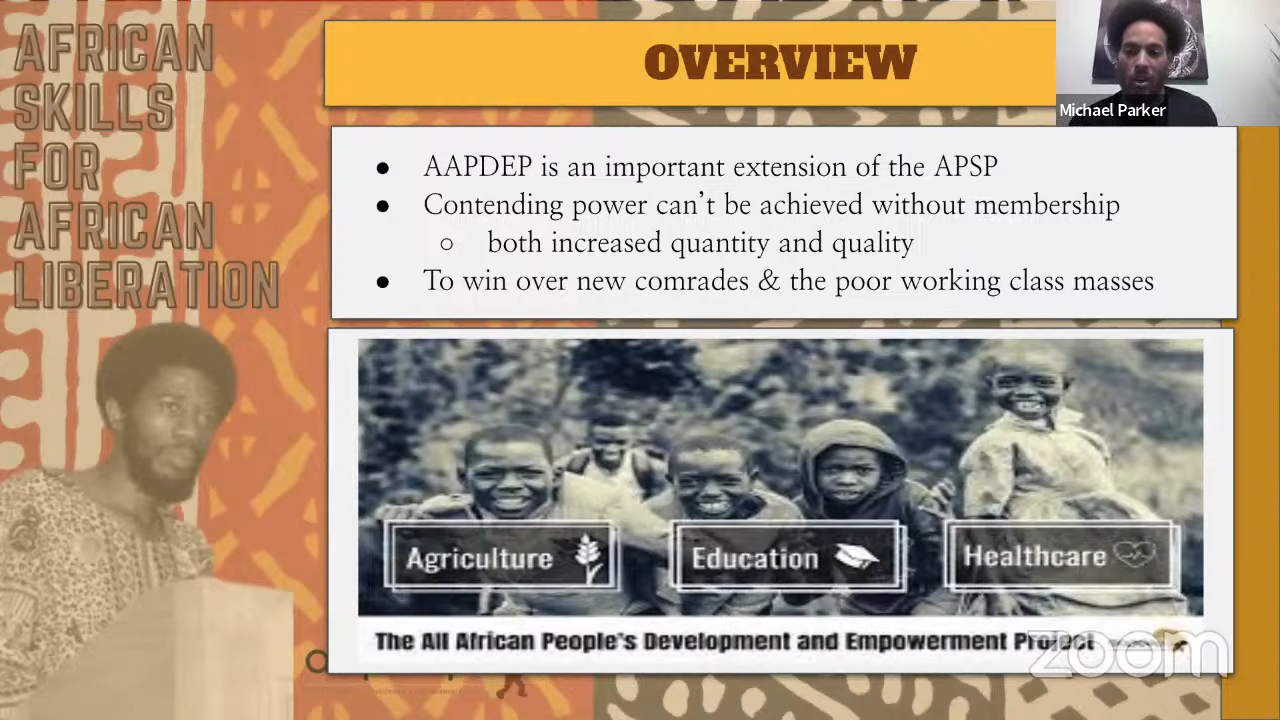 AFRICAN
SKILLS
FOR
AFRICAN
LIBERATION
OVERVIEW
Michael Parker
● AAPDEP is an important extension of the APSP
● Contending power can’t be achieved without membership
○ both increased quantity and quality
● To win over new comrades & the poor working class masses
Agriculture
Education
Healthcare
The All African People's Development and Empowerment Project
zoom